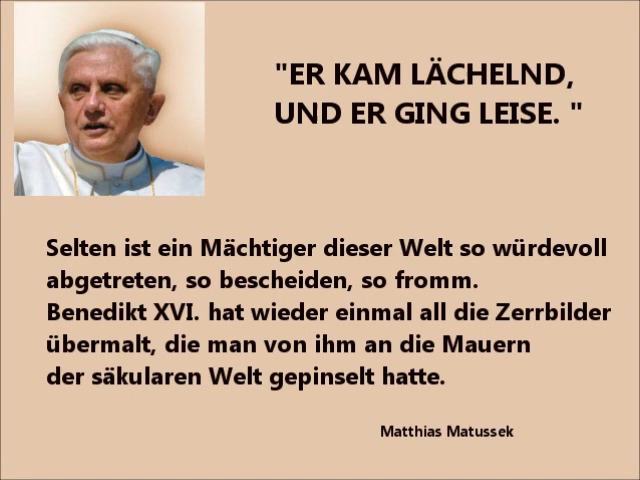 "ER KAM LÄCHELND,
UND ER GING LEISE. "
Selten ist ein Mächtiger dieser Welt so würdevoll
abgetreten, so bescheiden, so fromm.
Benedikt XVI. hat wieder einmal all die Zerrbilder
übermalt, die man von ihm an die Mauern
der säkularen Welt gepinselt hatte.
Matthias Matussek